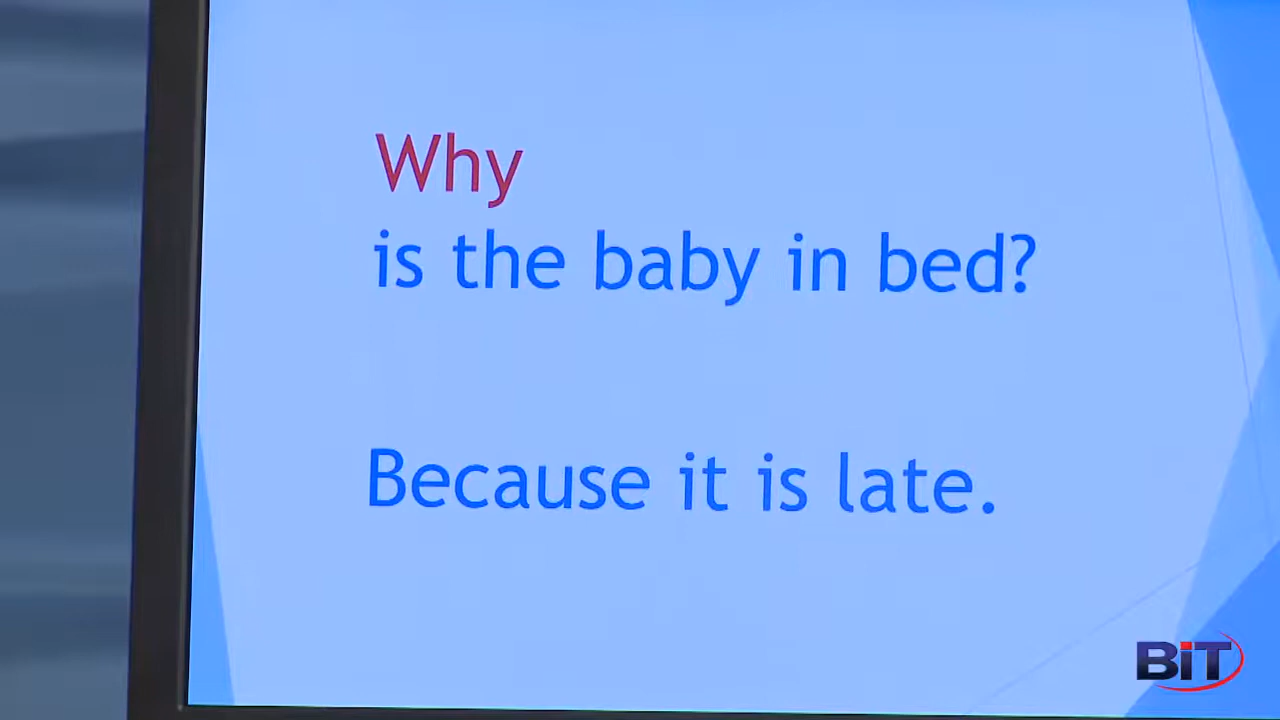 Why
is the baby in bed?
Because it is late.
BiT